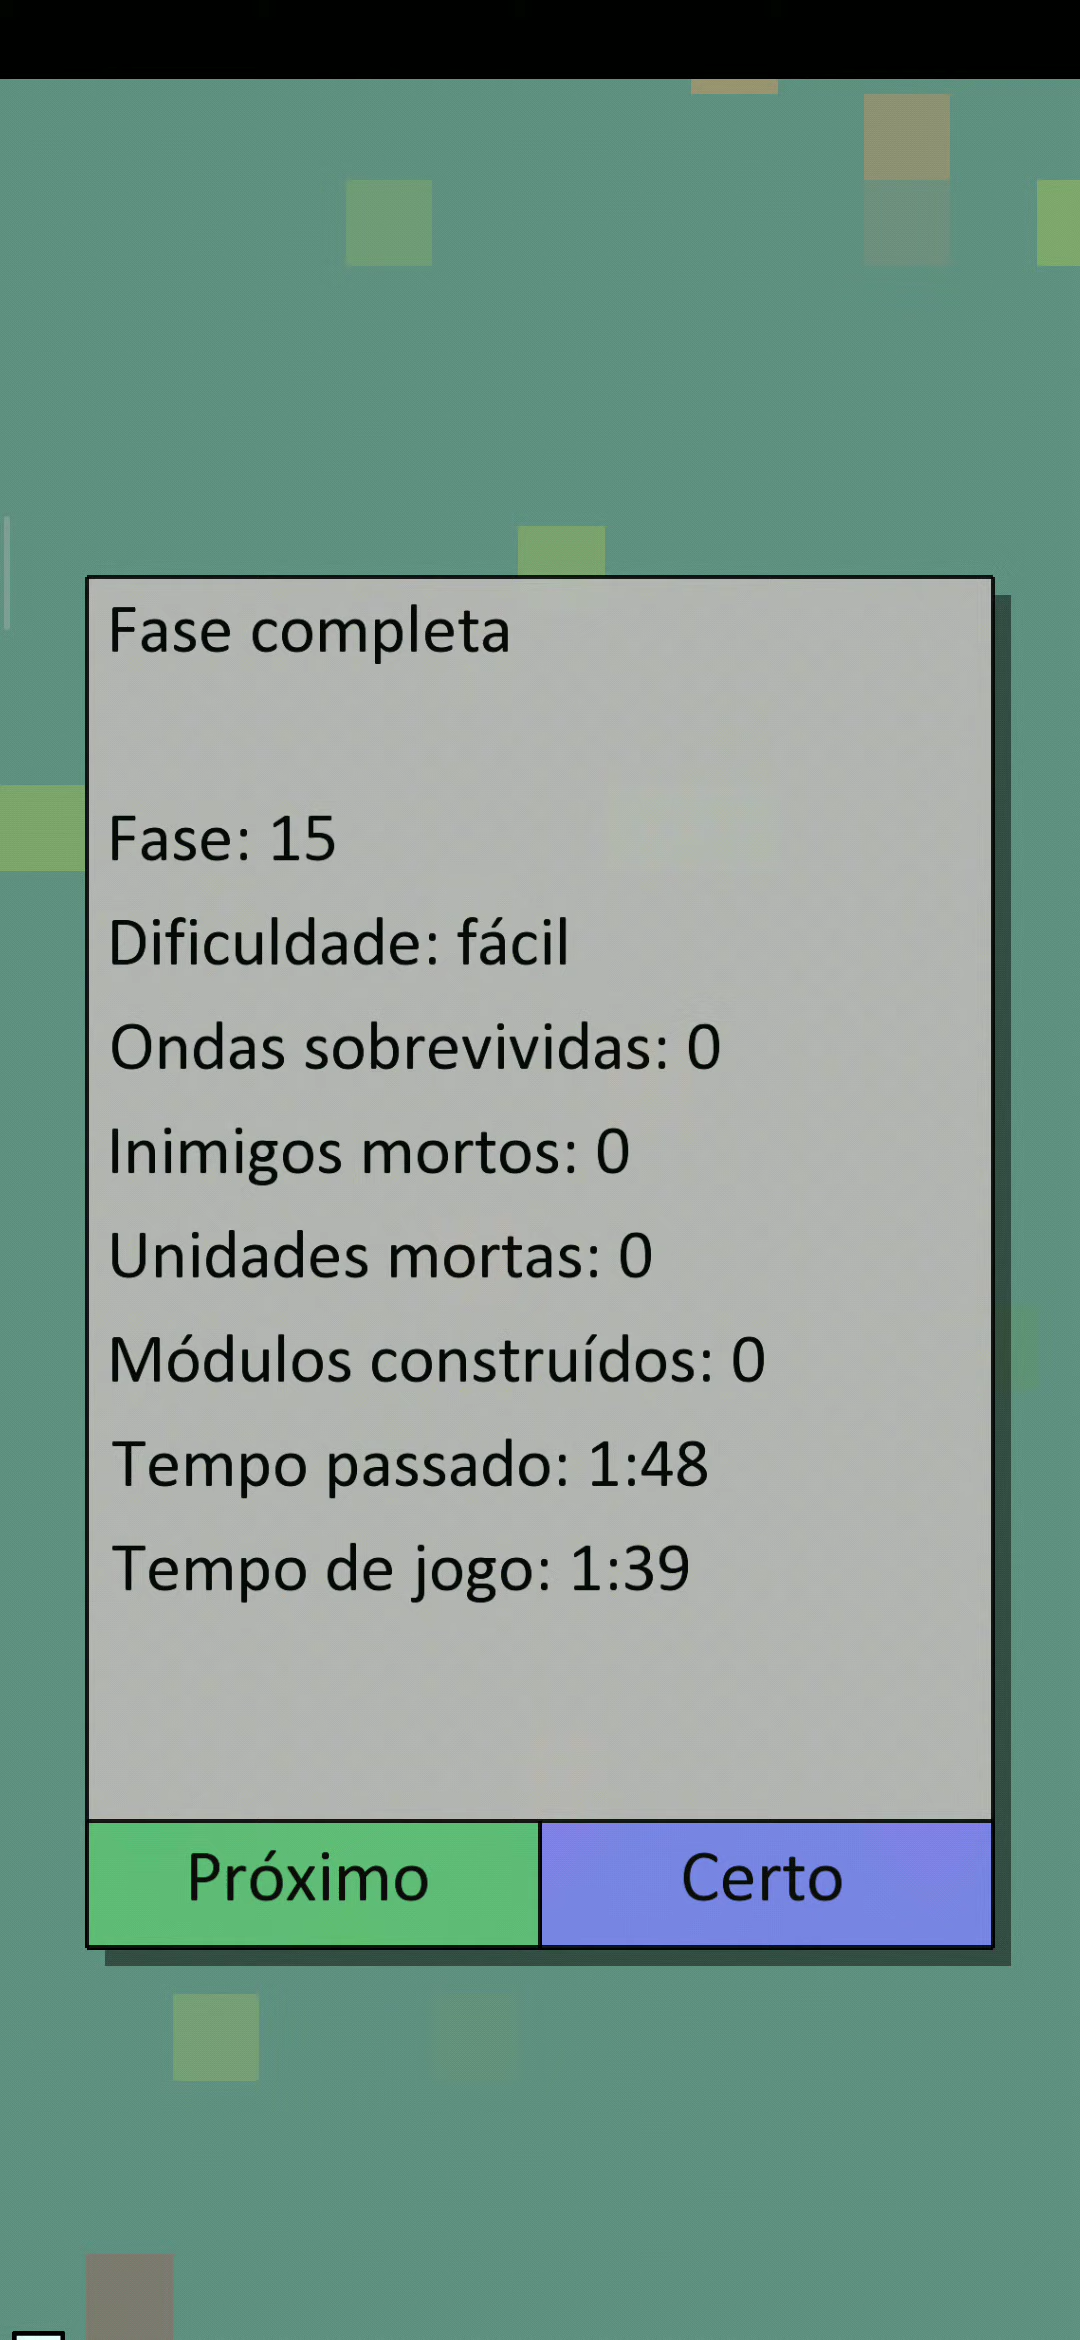 Fase completa
Fase: 15
Dificuldade: fácil
Ondas sobrevividas: 0
Inimigos mortos: 0
Unidades mortas: 0
Módulos construídos: 0
Tempo passado: 1:48
Tempo de jogo: 1:39
Próximo
Certo